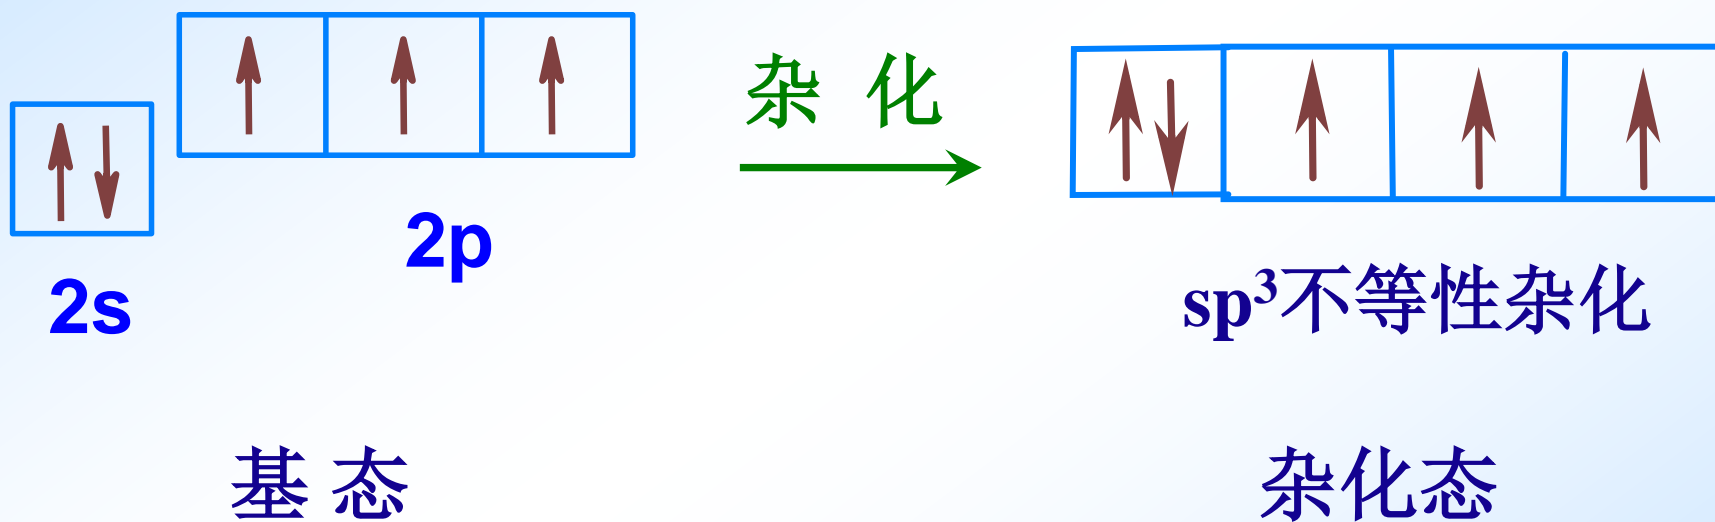 杂 化
2p
2s
sp³不等性杂化
基 态
杂化态